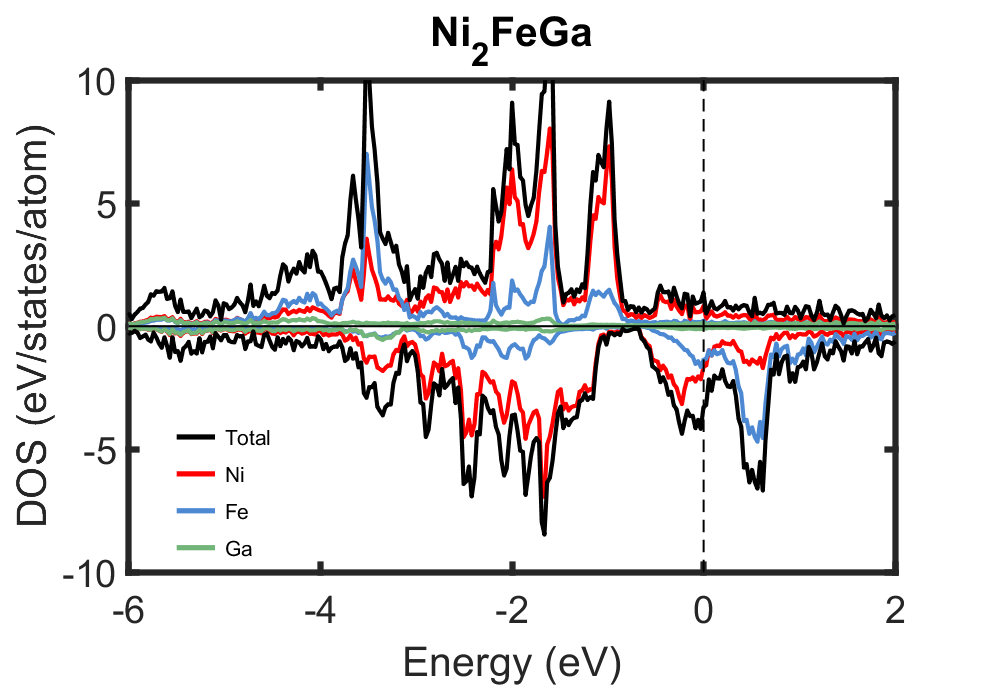 Ni₂FeGa
DOS (eV/states/atom)
10
5
0
-5
-10
Total
Ni
Fe
Ga
-6 -4 -2 0 2
Energy (eV)